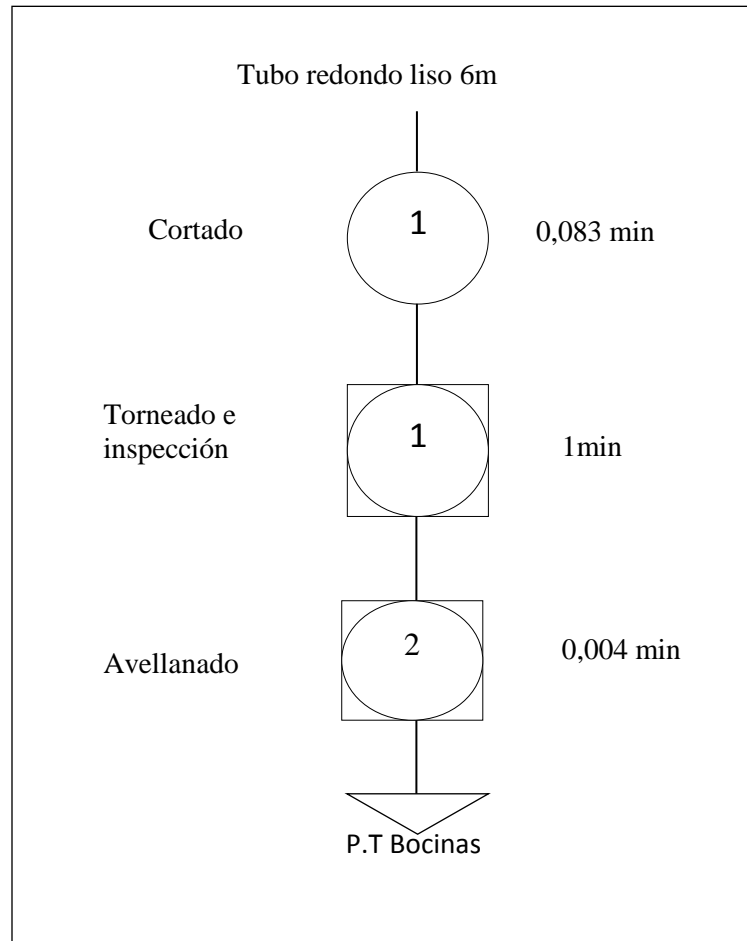 Tubo redondo liso 6m
Cortado
1
0,083 min
Torneado e
inspección
1
1min
Avellanado
2
0,004 min
P.T Bocinas